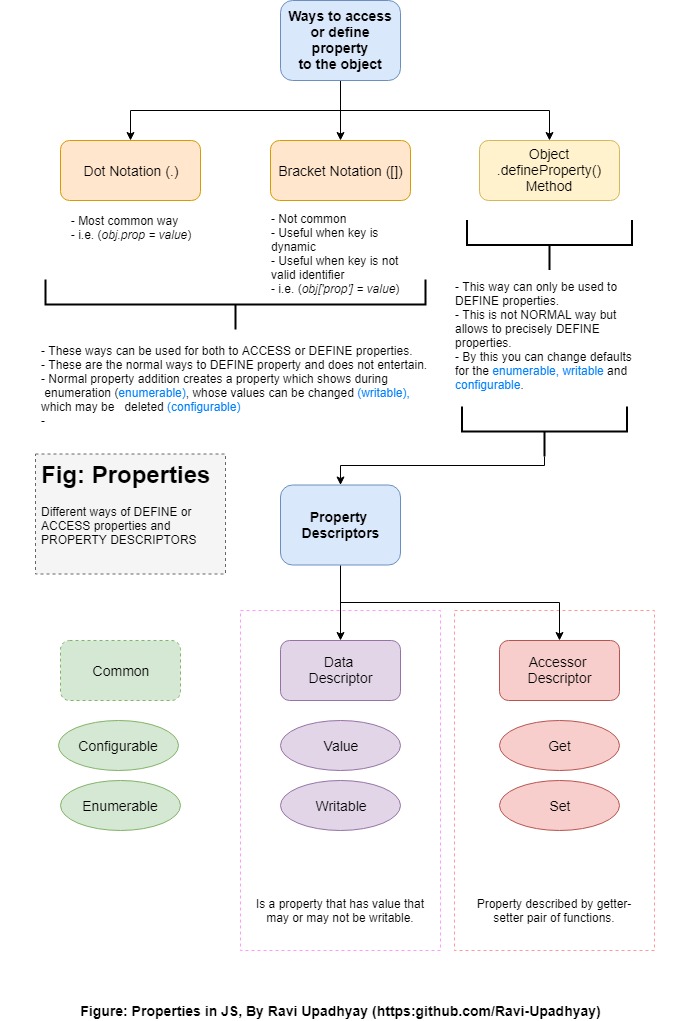 Ways to access
or define
property
to the object
Dot Notation (.)
Bracket Notation ([])
Object
.defineProperty()
Method
- Most common way
- i.e. (obj.prop = value)
- Not common
- Useful when key is
dynamic
- Useful when key is not
valid identifier
- i.e. (obj['prop'] = value)
- These ways can be used for both to ACCESS or DEFINE properties.
- These are the normal ways to DEFINE property and does not entertain.
- Normal property addition creates a property which shows during
enumeration (enumerable), whose values can be changed (writable),
which may be deleted (configurable)
-
- This way can only be used to
DEFINE properties.
- This is not NORMAL way but
allows to precisely DEFINE
properties.
- By this you can change defaults
for the enumerable, writable and
configurable.
Fig: Properties
Different ways of DEFINE or
ACCESS properties and
PROPERTY DESCRIPTORS
Property
Descriptors
Common
Configurable
Enumerable
Data
Descriptor
Value
Writable
Is a property that has value that
may or may not be writable.
Accessor
Descriptor
Get
Set
Property described by getter-
setter pair of functions.
Figure: Properties in JS, By Ravi Upadhyay (https:github.com/Ravi-Upadhyay)